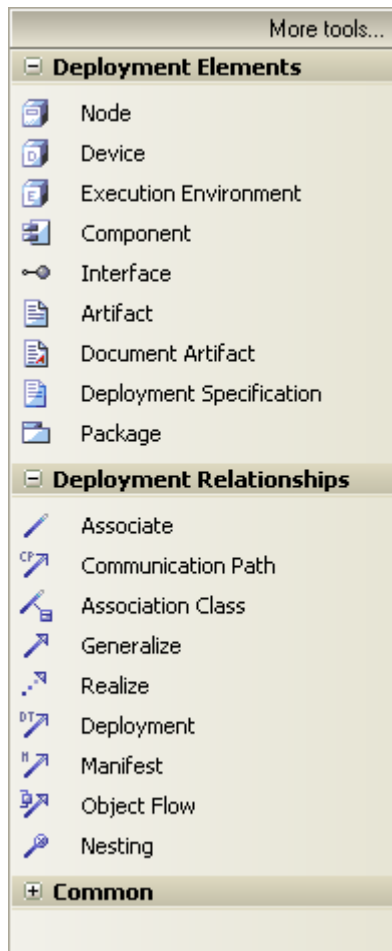 More tools...
Deployment Elements
Node
Device
Execution Environment
Component
Interface
Artifact
Document Artifact
Deployment Specification
Package
Deployment Relationships
Associate
Communication Path
Association Class
Generalize
Realize
Deployment
Manifest
Object Flow
Nesting
Common